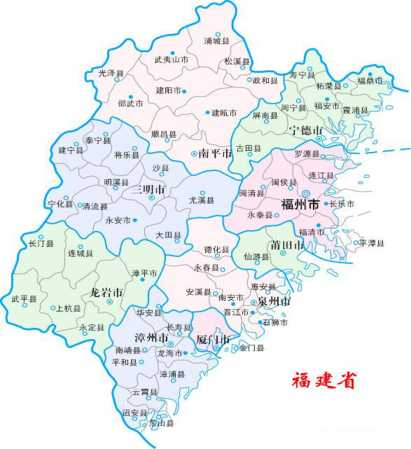 浦城县
武夷山市
松溪县
光泽县
政和县
寿宁县
福鼎市
柘荣县
建阳市
邵武市
福安市
周宁县
霞浦县
建瓯市
屏南县
宁德市
顺昌县
泰宁县
建宁县
将乐县
南平市
古田县
罗源县
沙县
明溪县
三明市
闽侯县
连江县
闽清县
尤溪县
宁化县
清流县
福州市
长乐市
永安市
永泰县
福清市
大田县
长汀县
平潭县
连城县
德化县
莆田市
仙游县
永春县
漳平市
龙岩市
安溪县
惠安县
武平县
上杭县
南安市
泉州市
华安县
晋江市
石狮市
永定县
长寿县
漳州市
厦门市
南靖县
龙海市
金门县
平和县
漳浦县
福建省
云霄县
诏安县
东山县